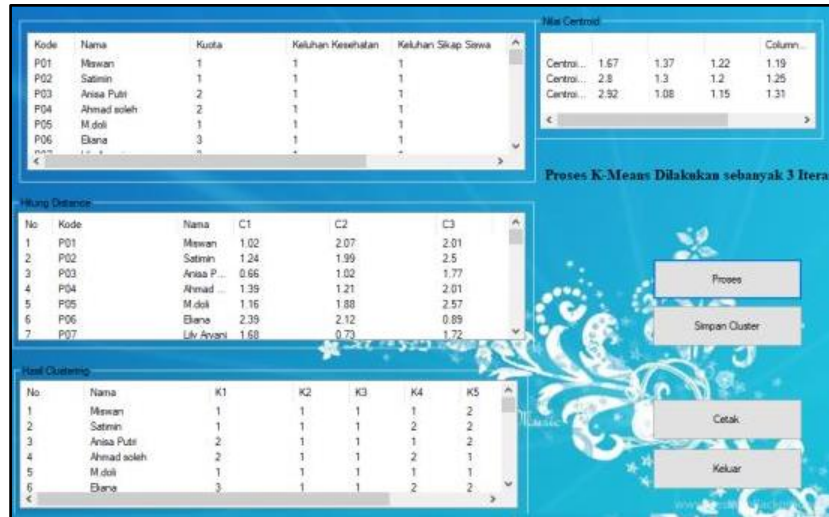 Nilai Centroid
Kode Nama Kuota Keluhan Kesehatan Keluhan Sikap Siswa
P01 Miswan 1 1 1
P02 Satimin 1 1 1
P03 Anisa Putri 2 1 1
P04 Ahmad soleh 2 1 1
P05 M.doli 1 1 1
P06 Eliana 3 1 1
Column...
Centroi... 1.67 1.37 1.22 1.19
Centroi... 2.8 1.3 1.2 1.25
Centroi... 2.92 1.08 1.15 1.31
Proses K-Means Dilakukan sebanyak 3 Itera
Hitung Distance
No Kode Nama C1 C2 C3
1 P01 Miswan 1.02 2.07 2.01
2 P02 Satimin 1.24 1.99 2.5
3 P03 Anisa P... 0.66 1.02 1.77
4 P04 Ahmad ... 1.39 1.21 2.01
5 P05 M.doli 1.16 1.88 2.57
6 P06 Eliana 2.39 2.12 0.89
7 P07 Lily Aryani 1.68 0.73 1.72
Proses
Simpan Cluster
Hasil Clustering
No Nama K1 K2 K3 K4 K5
1 Miswan 1 1 1 1 2
2 Satimin 1 1 1 2 2
3 Anisa Putri 2 1 1 1 2
4 Ahmad soleh 2 1 1 2 1
5 M.doli 1 1 1 1 1
6 Eliana 3 1 1 2 2
Music
Cetak
Keluar